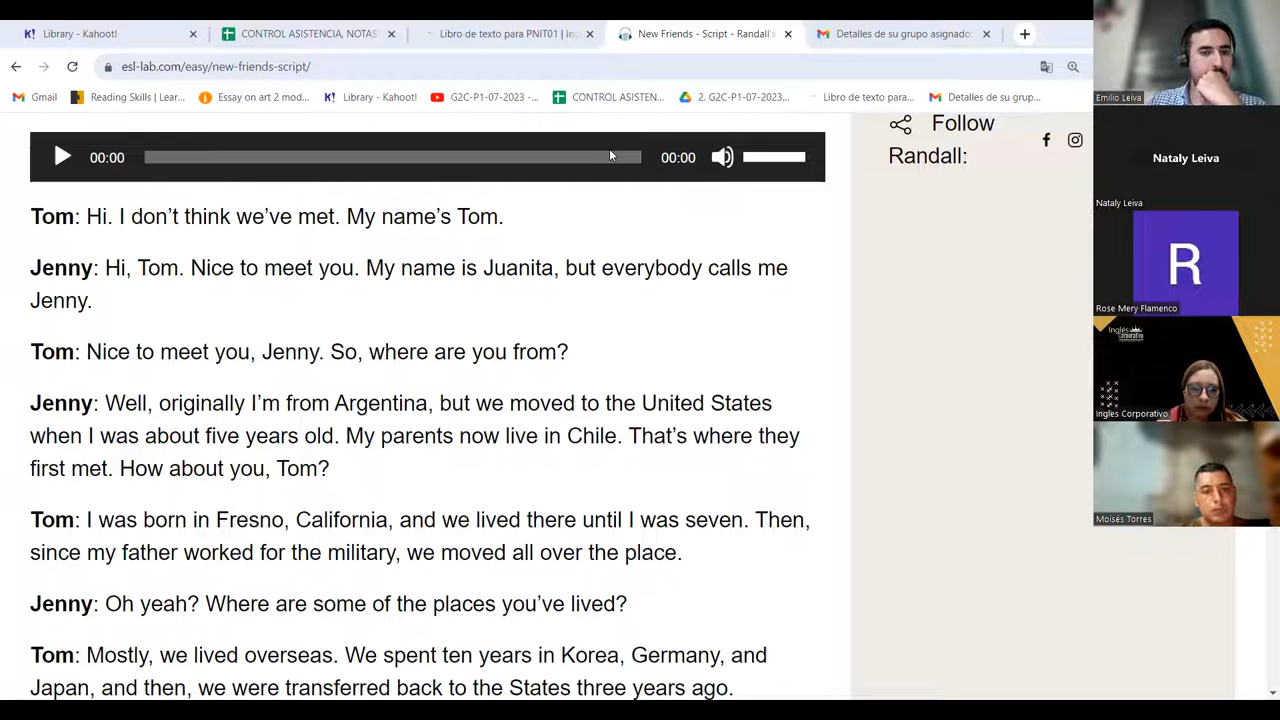 Library - Kahoot!
CONTROL ASISTENCIA, NOTAS
Libro de texto para PNIT01 | Inc
New Friends - Script - Randall's
Detalles de su grupo asignado:
esl-lab.com/easy/new-friends-script/
Gmail
Reading Skills | Lear...
Essay on art 2 mod...
Library - Kahoot!
G2C-P1-07-2023 -...
CONTROL ASISTEN...
2. G2C-P1-07-2023...
Libro de texto para...
Detalles de su grup...
00:00
00:00
Follow
Randall:
Tom: Hi. I don't think we've met. My name's Tom.
Jenny: Hi, Tom. Nice to meet you. My name is Juanita, but everybody calls me
Jenny.
Tom: Nice to meet you, Jenny. So, where are you from?
Jenny: Well, originally I'm from Argentina, but we moved to the United States
when I was about five years old. My parents now live in Chile. That's where they
first met. How about you, Tom?
Tom: I was born in Fresno, California, and we lived there until I was seven. Then,
since my father worked for the military, we moved all over the place.
Jenny: Oh yeah? Where are some of the places you've lived?
Tom: Mostly, we lived overseas. We spent ten years in Korea, Germany, and
Japan, and then, we were transferred back to the States three years ago.
Emilio Leiva
Nataly Leiva
Nataly Leiva
R
Rose Mery Flamenco
Inglés
Corporativo
Ingles Corporativo
Moisés Torres